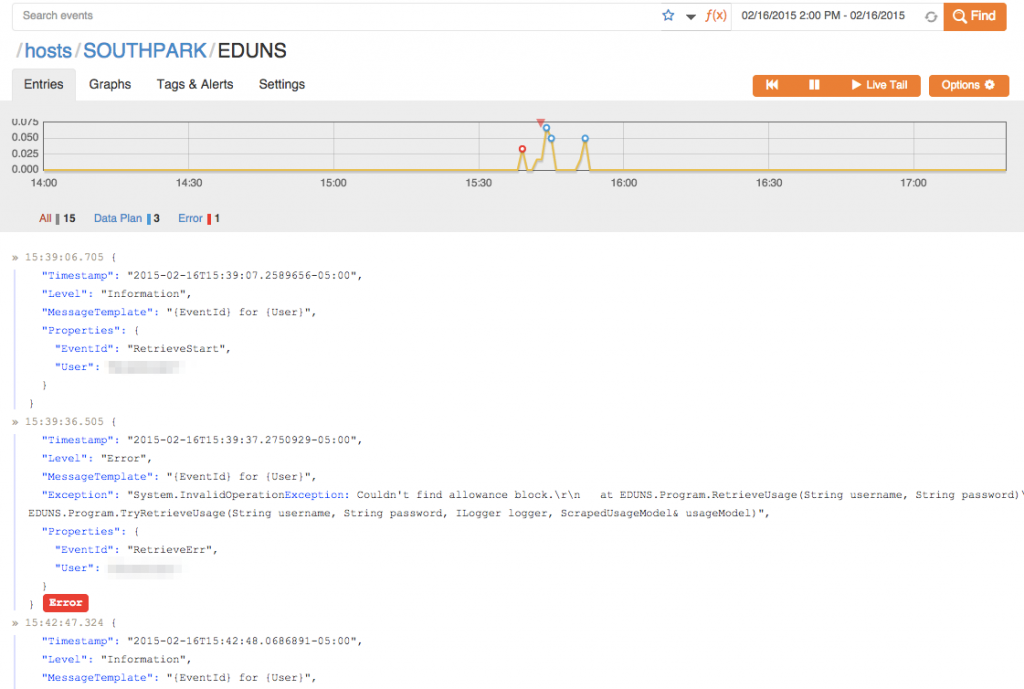 Search events
f(x)
02/16/2015 2:00 PM - 02/16/2015
Find
/hosts/SOUTHPARK/EDUNS
Entries Graphs Tags & Alerts Settings
Live Tail
Options
0.075
0.050
0.025
0.000
14:00 14:30 15:00 15:30 16:00 16:30 17:00
All 15 Data Plan 3 Error 1
» 15:39:06.705 {
"Timestamp": "2015-02-16T15:39:07.2589656-05:00",
"Level": "Information",
"MessageTemplate": "{EventId} for {User}",
"Properties": {
"EventId": "RetrieveStart",
"User":
}
}
» 15:39:36.505 {
"Timestamp": "2015-02-16T15:39:37.2750929-05:00",
"Level": "Error",
"MessageTemplate": "{EventId} for {User}",
"Exception": "System.InvalidOperationException: Couldn't find allowance block.\r\n   at EDUNS.Program.RetrieveUsage(String username, String password)\
EDUNS.Program.TryRetrieveUsage(String username, String password, ILogger logger, ScrapedUsageModel& usageModel)",
"Properties": {
"EventId": "RetrieveErr",
"User":
}
} Error
» 15:42:47.324 {
"Timestamp": "2015-02-16T15:42:48.0686891-05:00",
"Level": "Information",
"MessageTemplate": "{EventId} for {User}",